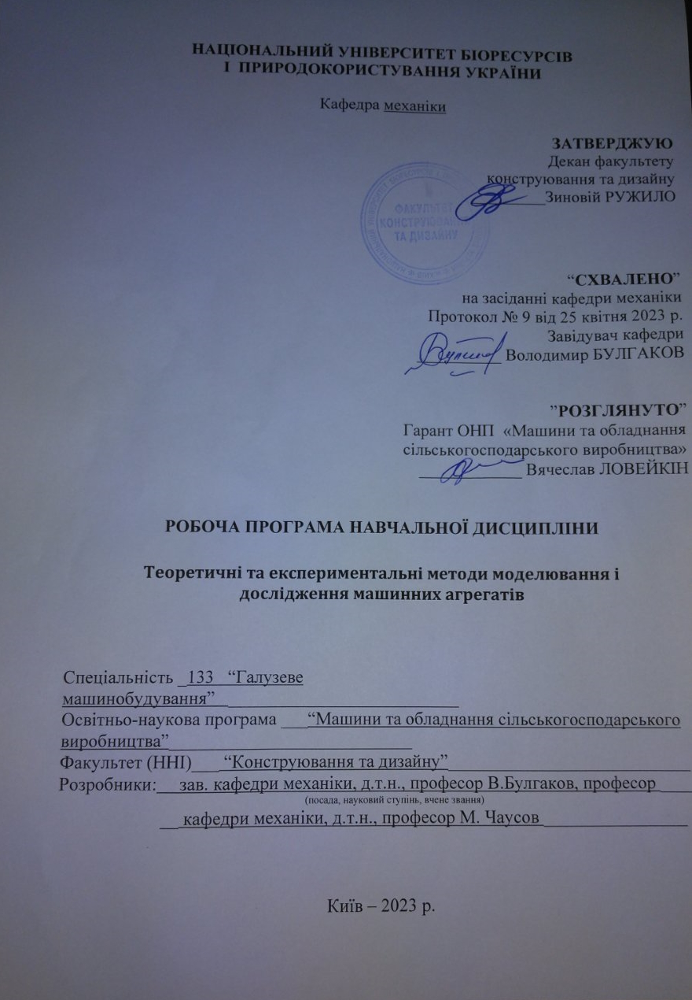 НАЦІОНАЛЬНИЙ УНІВЕРСИТЕТ БІОРЕСУРСІВ
І ПРИРОДОКОРИСТУВАННЯ УКРАЇНИ
Кафедра механіки
ЗАТВЕРДЖУЮ
Декан факультету
конструювання та дизайну
Зиновій РУЖИЛО
ФАКУЛЬТЕТ
КОНСТРУЮВАННЯ
ТА ДИЗАЙНУ
“СХВАЛЕНО”
на засіданні кафедри механіки
Протокол № 9 від 25 квітня 2023 р.
Завідувач кафедри
Володимир БУЛГАКОВ
”РОЗГЛЯНУТО”
Гарант ОНП «Машини та обладнання
сільськогосподарського виробництва»
Вячеслав ЛОВЕЙКІН
РОБОЧА ПРОГРАМА НАВЧАЛЬНОЇ ДИСЦИПЛІНИ
Теоретичні та експериментальні методи моделювання і
дослідження машинних агрегатів
Спеціальність 133 “Галузеве
машинобудування”
Освітньо-наукова програма “Машини та обладнання сільськогосподарського
виробництва”
Факультет (ННІ) “Конструювання та дизайну”
Розробники: зав. кафедри механіки, д.т.н., професор В.Булгаков, професор
(посада, науковий ступінь, вчене звання)
кафедри механіки, д.т.н., професор М. Чаусов
Київ – 2023 р.